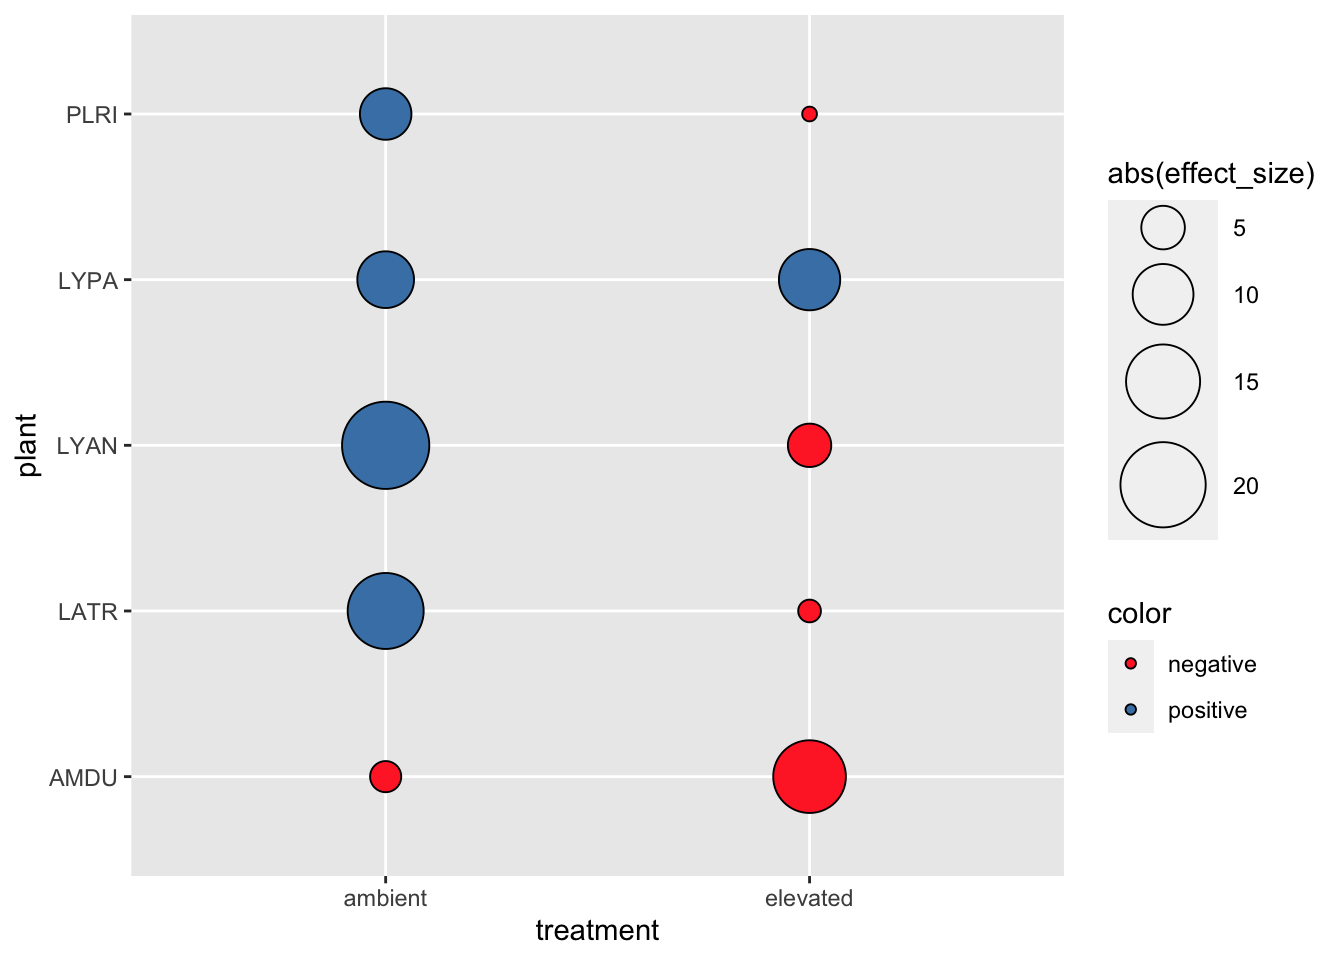 PLRI
LYPA
LYAN
LATR
AMDU
plant
ambient
elevated
treatment
abs(effect_size)
5
10
15
20
color
negative
positive